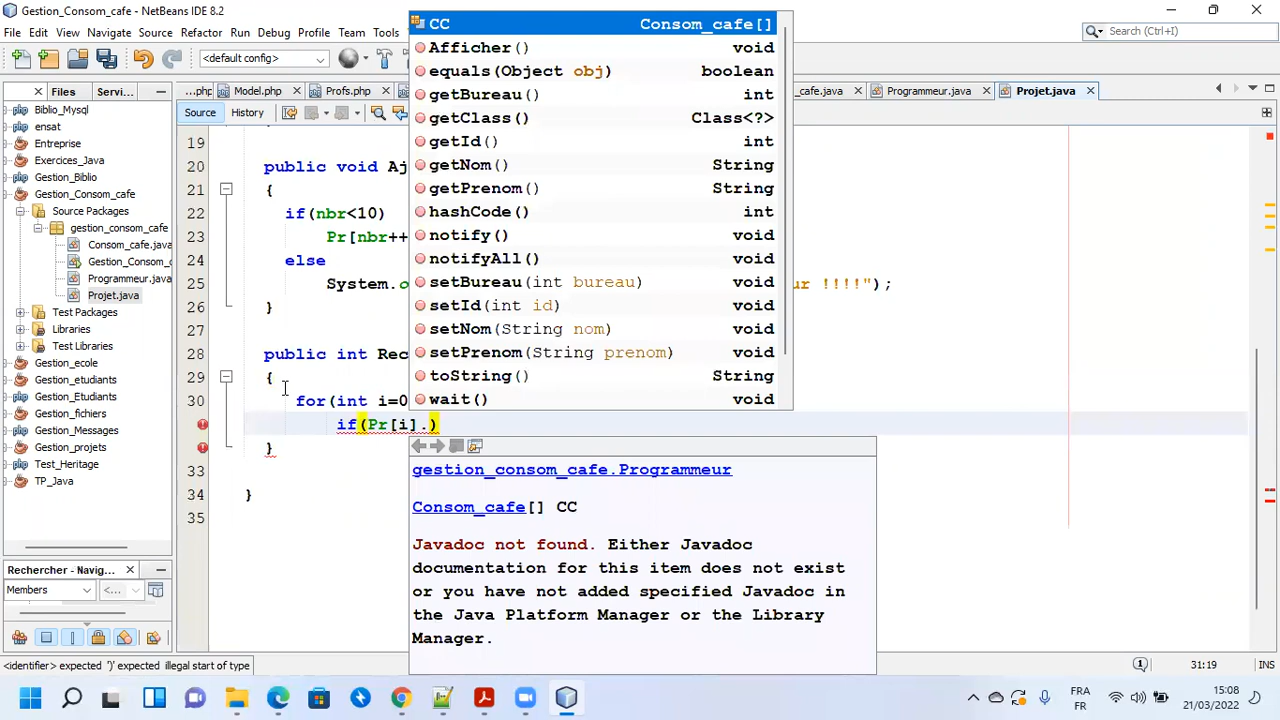 Gestion_Consom_cafe - NetBeans IDE 8.2
File Edit View Navigate Source Refactor Run Debug Profile Team Tools
Search (Ctrl+I)
<default config>
Files Servi...
...php Model.php Profs.php _cafe.java Programmeur.java Projet.java
Source History
Biblio_Mysql
ensat
Entreprise
Exercices_Java
Gestion_Biblio
Gestion_Consom_cafe
Source Packages
gestion_consom_cafe
Consom_cafe.java
Gestion_Consom_c
Programmeur.java
Projet.java
Test Packages
Libraries
Test Libraries
Gestion_ecole
Gestion_etudiants
Gestion_etudiants
Gestion_fichiers
Gestion_Messages
Gestion_projets
Test_Heritage
TP_Java
Rechercher - Navigator
Members <...
19
20 public void Aj
21 {
22 if(nbr<10)
23 Pr[nbr++
24 else
25 System.o ur !!!!");
26 }
27
28 public int Rec
29 {
30 for(int i=0
if(Pr[i].)
}
33
34 }
35
CC Consom_cafe[]
Afficher() void
equals(Object obj) boolean
getBureau() int
getClass() Class<?>
getId() int
getNom() String
getPrenom() String
hashCode() int
notify() void
notifyAll() void
setBureau(int bureau) void
setId(int id) void
setNom(String nom) void
setPrenom(String prenom) void
toString() String
wait() void
gestion_consom_cafe.Programmeur
Consom_cafe[] CC
Javadoc not found. Either Javadoc
documentation for this item does not exist
or you have not added specified Javadoc in
the Java Platform Manager or the Library
Manager.
<identifier> expected ')' expected illegal start of type
1 31:19 INS
FRA 15:08
FR 21/03/2022